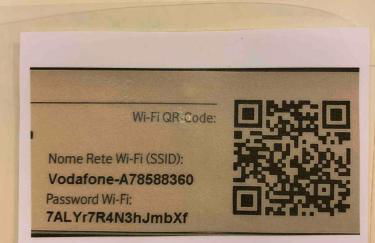 Wi-Fi QR-Code:
Nome Rete Wi-Fi (SSID):
Vodafone-A78588360
Password Wi-Fi:
7ALYr7R4N3hJmbXf